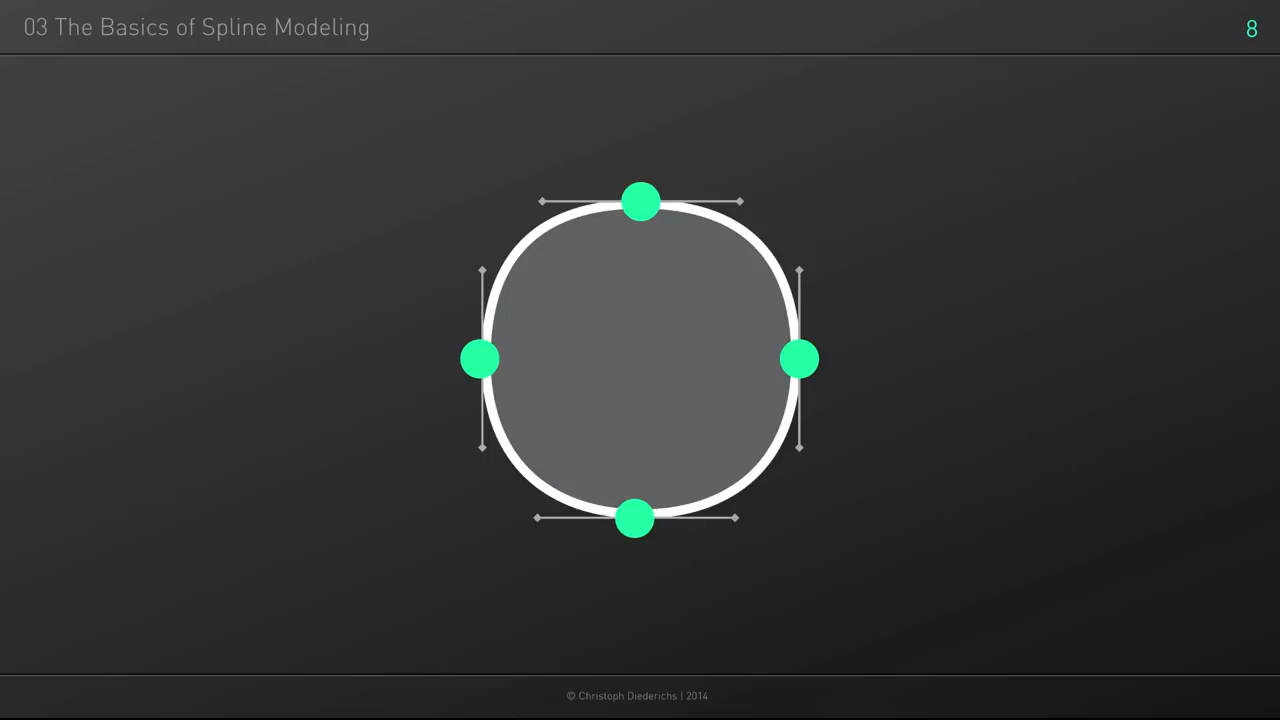 03 The Basics of Spline Modeling
8
© Christoph Diederichs | 2014